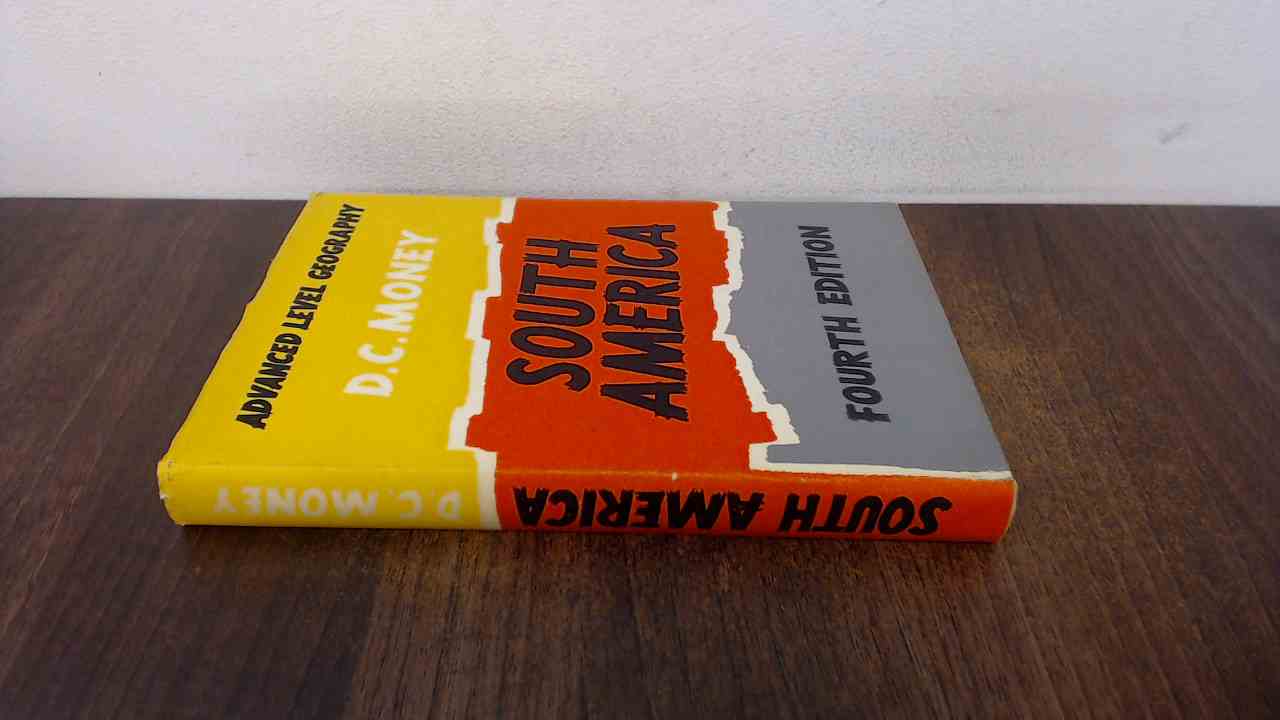 ADVANCED LEVEL GEOGRAPHY
D.C. MONEY
SOUTH
AMERICA
FOURTH EDITION
SOUTH AMERICA
D.C. MONEY